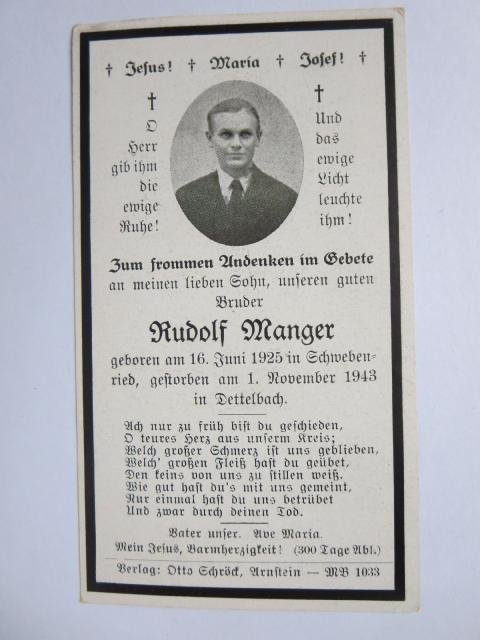 † Jesus! † Maria † Josef! †
†
O
Herr
gib ihm
die
ewige
Ruhe!
†
Und
das
ewige
Licht
leuchte
ihm!
Zum frommen Andenken im Gebete
an meinen lieben Sohn, unseren guten
Bruder
Rudolf Manger
geboren am 16. Juni 1925 in Schweben-
ried, gestorben am 1. November 1943
in Dettelbach.
Ach nur zu früh bist du geschieden,
O teures Herz aus unserm Kreis;
Welch großer Schmerz ist uns geblieben,
Welch' großen Fleiß hast du geübet,
Den keins von uns zu stillen weiß.
Wie gut hast du's mit uns gemeint,
Nur einmal hast du uns betrübet
Und zwar durch deinen Tod.
Vater unser. Ave Maria.
Mein Jesus, Barmherzigkeit! (300 Tage Abl.)
Verlag: Otto Schröck, Arnstein — MB 1033